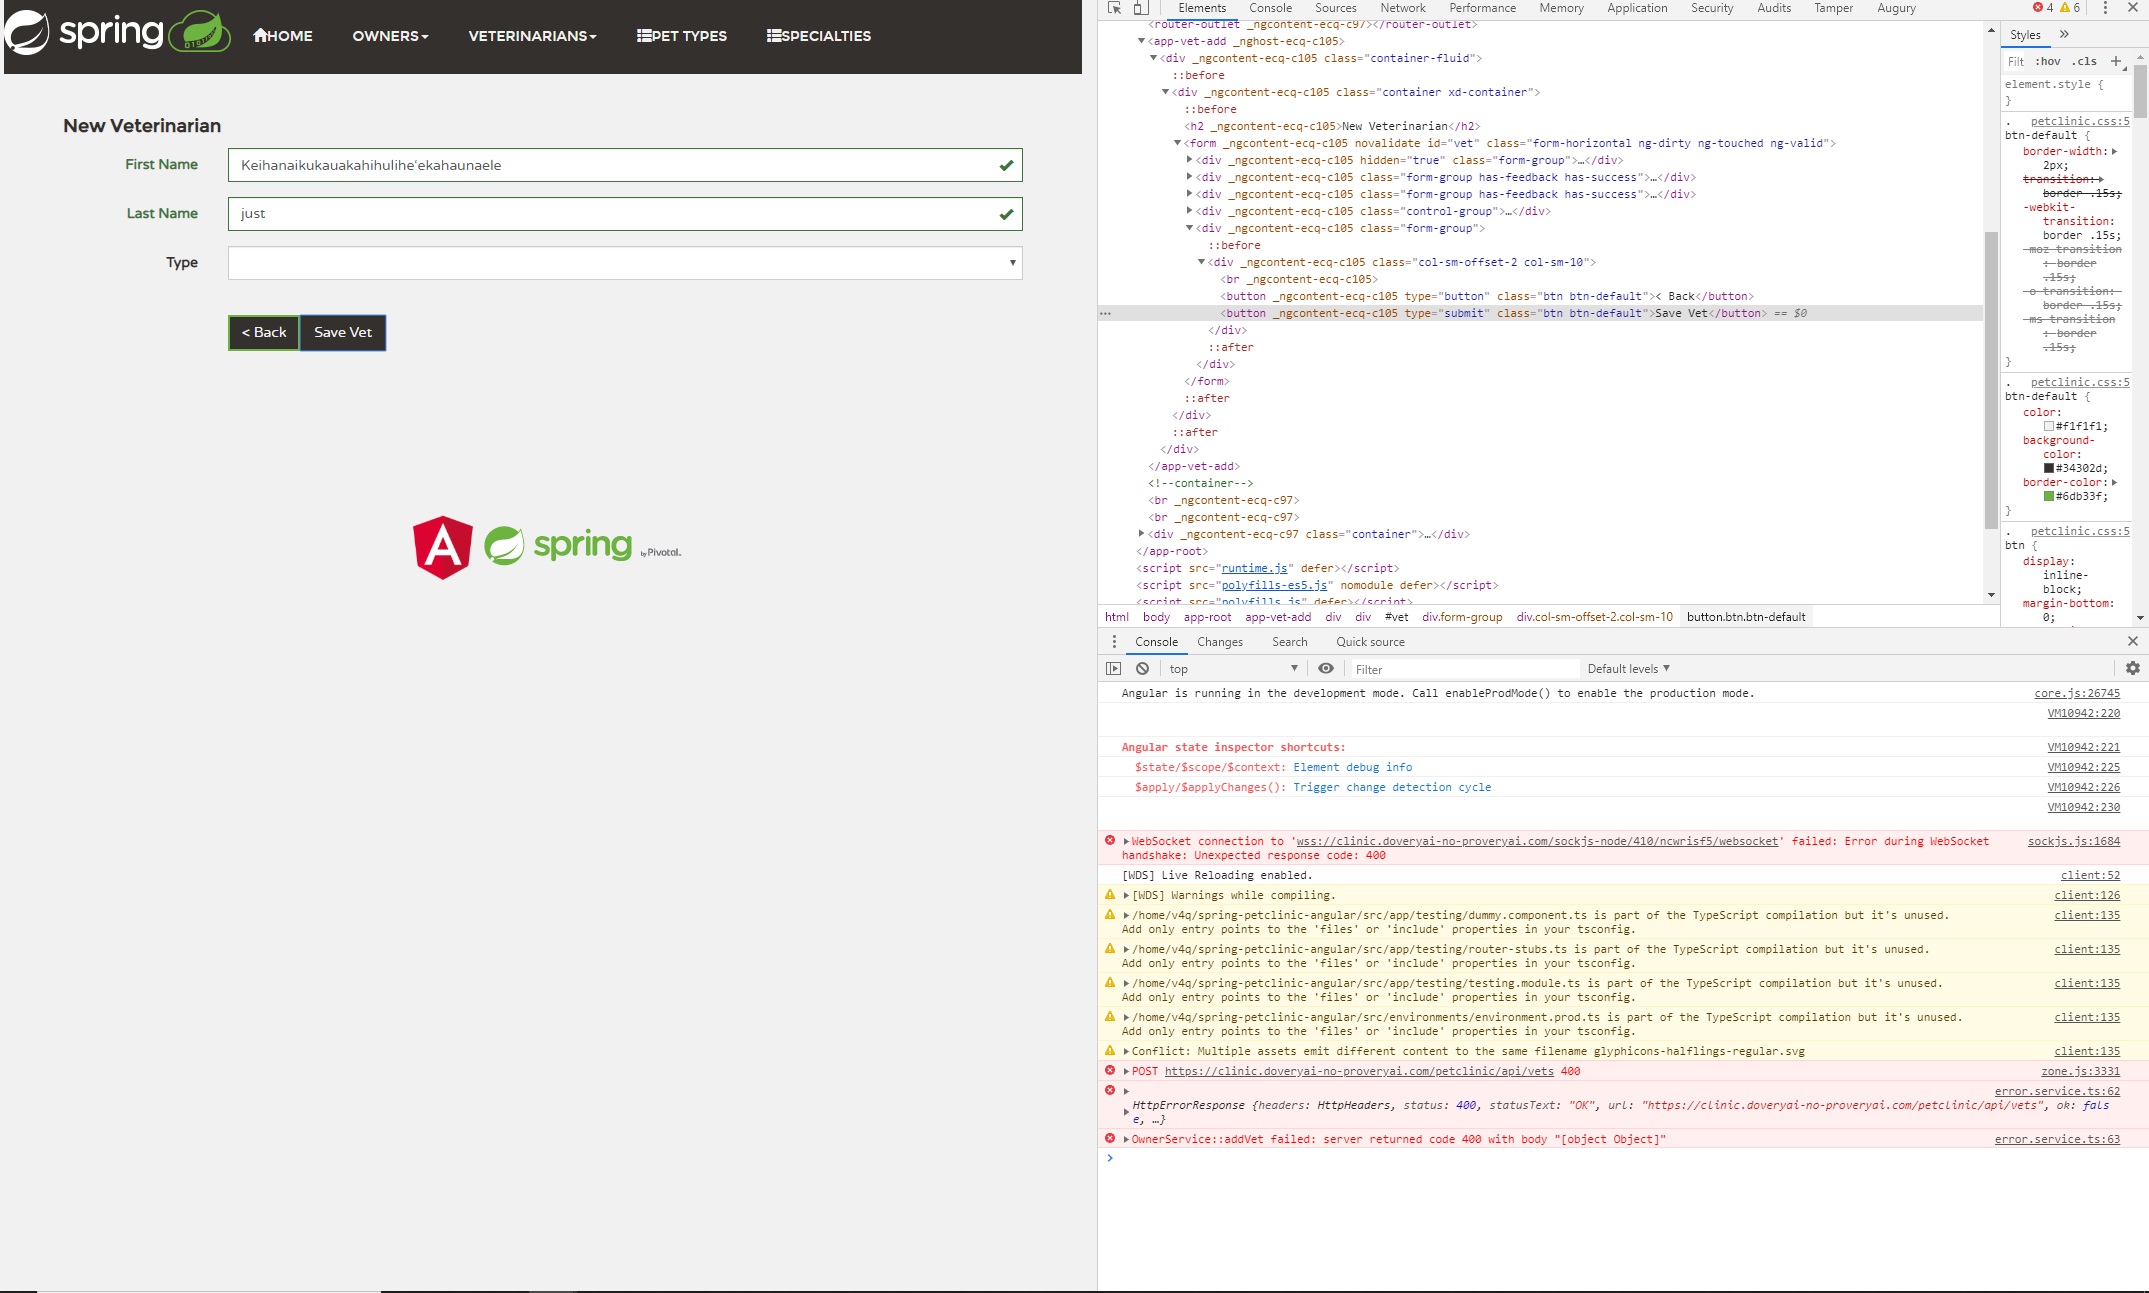 spring
HOME
OWNERS
VETERINARIANS
PET TYPES
SPECIALTIES
New Veterinarian
First Name
Keihanaikukauakahihuliheʻekahaunaele
Last Name
just
Type
< Back
Save Vet
A
spring
by Pivotal.
Elements Console Sources Network Performance Memory Application Security Audits Tamper Augury 4 6
<router-outlet _ngcontent-ecq-c97></router-outlet>
<app-vet-add _nghost-ecq-c105>
<div _ngcontent-ecq-c105 class="container-fluid">
::before
<div _ngcontent-ecq-c105 class="container xd-container">
::before
<h2 _ngcontent-ecq-c105>New Veterinarian</h2>
<form _ngcontent-ecq-c105 novalidate id="vet" class="form-horizontal ng-dirty ng-touched ng-valid">
<div _ngcontent-ecq-c105 hidden="true" class="form-group">…</div>
<div _ngcontent-ecq-c105 class="form-group has-feedback has-success">…</div>
<div _ngcontent-ecq-c105 class="form-group has-feedback has-success">…</div>
<div _ngcontent-ecq-c105 class="control-group">…</div>
<div _ngcontent-ecq-c105 class="form-group">
::before
<div _ngcontent-ecq-c105 class="col-sm-offset-2 col-sm-10">
<br _ngcontent-ecq-c105>
<button _ngcontent-ecq-c105 type="button" class="btn btn-default">< Back</button>
<button _ngcontent-ecq-c105 type="submit" class="btn btn-default">Save Vet</button> == $0
</div>
::after
</div>
</form>
::after
</div>
::after
</div>
</app-vet-add>
<!--container-->
<br _ngcontent-ecq-c97>
<br _ngcontent-ecq-c97>
<div _ngcontent-ecq-c97 class="container">…</div>
</app-root>
<script src="runtime.js" defer></script>
<script src="polyfills-es5.js" nomodule defer></script>
<script src="polyfills.js" defer></script>
html body app-root app-vet-add div div #vet div.form-group div.col-sm-offset-2.col-sm-10 button.btn.btn-default
Styles »
Filt :hov .cls +
element.style {
}
. petclinic.css:5
btn-default {
border-width:
2px;
transition:
border .15s;
-webkit-
transition:
border .15s;
-moz-transition
: border
.15s;
-o-transition:
border .15s;
-ms-transition
: border
.15s;
}
. petclinic.css:5
btn-default {
color:
#f1f1f1;
background-
color:
#34302d;
border-color:
#6db33f;
}
. petclinic.css:5
btn {
display:
inline-
block;
margin-bottom:
0;
Console Changes Search Quick source
top Filter Default levels
Angular is running in the development mode. Call enableProdMode() to enable the production mode. core.js:26745
VM10942:220
Angular state inspector shortcuts: VM10942:221
$state/$scope/$context: Element debug info VM10942:225
$apply/$applyChanges(): Trigger change detection cycle VM10942:226
VM10942:230
WebSocket connection to 'wss://clinic.doveryai-no-proveryai.com/sockjs-node/410/ncwrisf5/websocket' failed: Error during WebSocket sockjs.js:1684
handshake: Unexpected response code: 400
[WDS] Live Reloading enabled. client:52
[WDS] Warnings while compiling. client:126
/home/v4q/spring-petclinic-angular/src/app/testing/dummy.component.ts is part of the TypeScript compilation but it's unused. client:135
Add only entry points to the 'files' or 'include' properties in your tsconfig.
/home/v4q/spring-petclinic-angular/src/app/testing/router-stubs.ts is part of the TypeScript compilation but it's unused. client:135
Add only entry points to the 'files' or 'include' properties in your tsconfig.
/home/v4q/spring-petclinic-angular/src/app/testing/testing.module.ts is part of the TypeScript compilation but it's unused. client:135
Add only entry points to the 'files' or 'include' properties in your tsconfig.
/home/v4q/spring-petclinic-angular/src/environments/environment.prod.ts is part of the TypeScript compilation but it's unused. client:135
Add only entry points to the 'files' or 'include' properties in your tsconfig.
Conflict: Multiple assets emit different content to the same filename glyphicons-halflings-regular.svg client:135
POST https://clinic.doveryai-no-proveryai.com/petclinic/api/vets 400 zone.js:3331
error.service.ts:62
HttpErrorResponse {headers: HttpHeaders, status: 400, statusText: "OK", url: "https://clinic.doveryai-no-proveryai.com/petclinic/api/vets", ok: fals
e, …}
OwnerService::addVet failed: server returned code 400 with body "[object Object]" error.service.ts:63